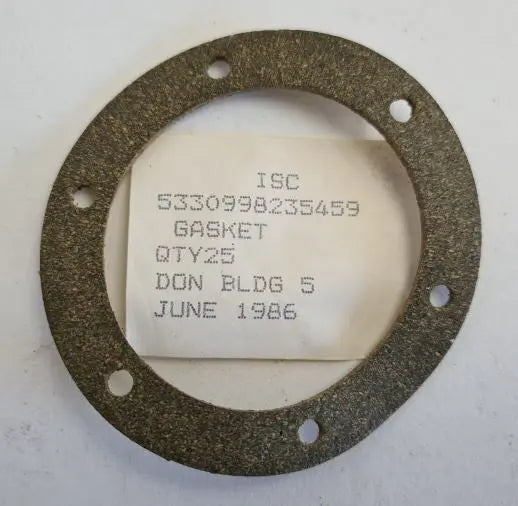 ISC
5330998235459
GASKET
QTY25
DON BLDG 5
JUNE 1986